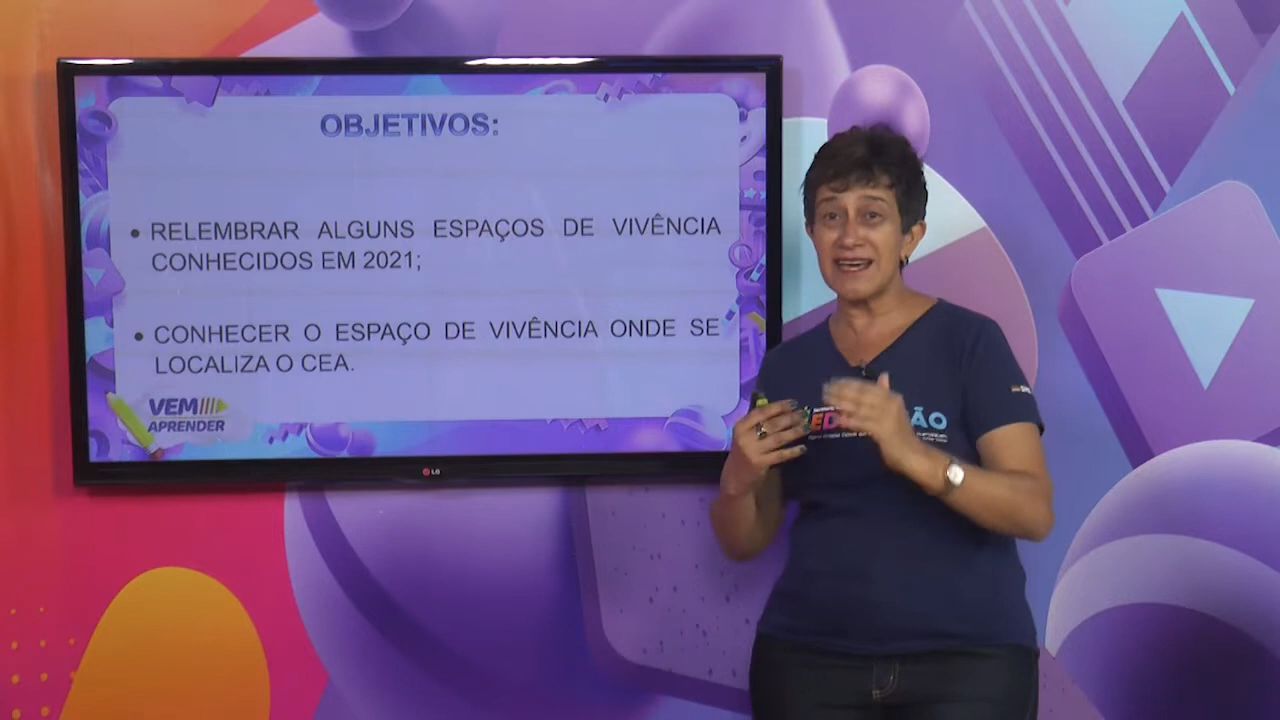 OBJETIVOS:
• RELEMBRAR ALGUNS ESPAÇOS DE VIVÊNCIA
CONHECIDOS EM 2021;
• CONHECER O ESPAÇO DE VIVÊNCIA ONDE SE
LOCALIZA O CEA.
VEM
APRENDER
LG